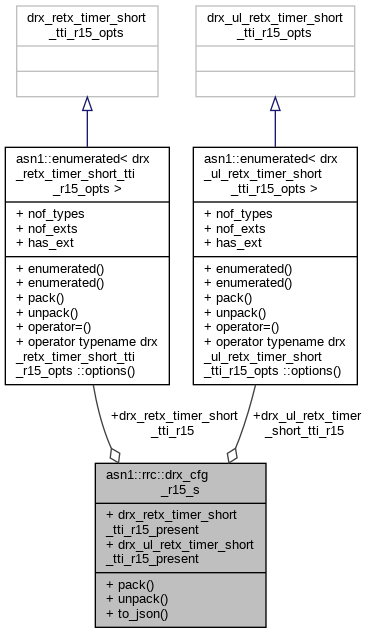 drx_retx_timer_short
_tti_r15_opts
drx_ul_retx_timer_short
_tti_r15_opts
asn1::enumerated< drx
_retx_timer_short_tti
_r15_opts >
+ nof_types
+ nof_exts
+ has_ext
+ enumerated()
+ enumerated()
+ pack()
+ unpack()
+ operator=()
+ operator typename drx
_retx_timer_short_tti
_r15_opts ::options()
asn1::enumerated< drx
_ul_retx_timer_short
_tti_r15_opts >
+ nof_types
+ nof_exts
+ has_ext
+ enumerated()
+ enumerated()
+ pack()
+ unpack()
+ operator=()
+ operator typename drx
_ul_retx_timer_short
_tti_r15_opts ::options()
+drx_retx_timer_short
_tti_r15
+drx_ul_retx_timer
_short_tti_r15
asn1::rrc::drx_cfg
_r15_s
+ drx_retx_timer_short
_tti_r15_present
+ drx_ul_retx_timer_short
_tti_r15_present
+ pack()
+ unpack()
+ to_json()